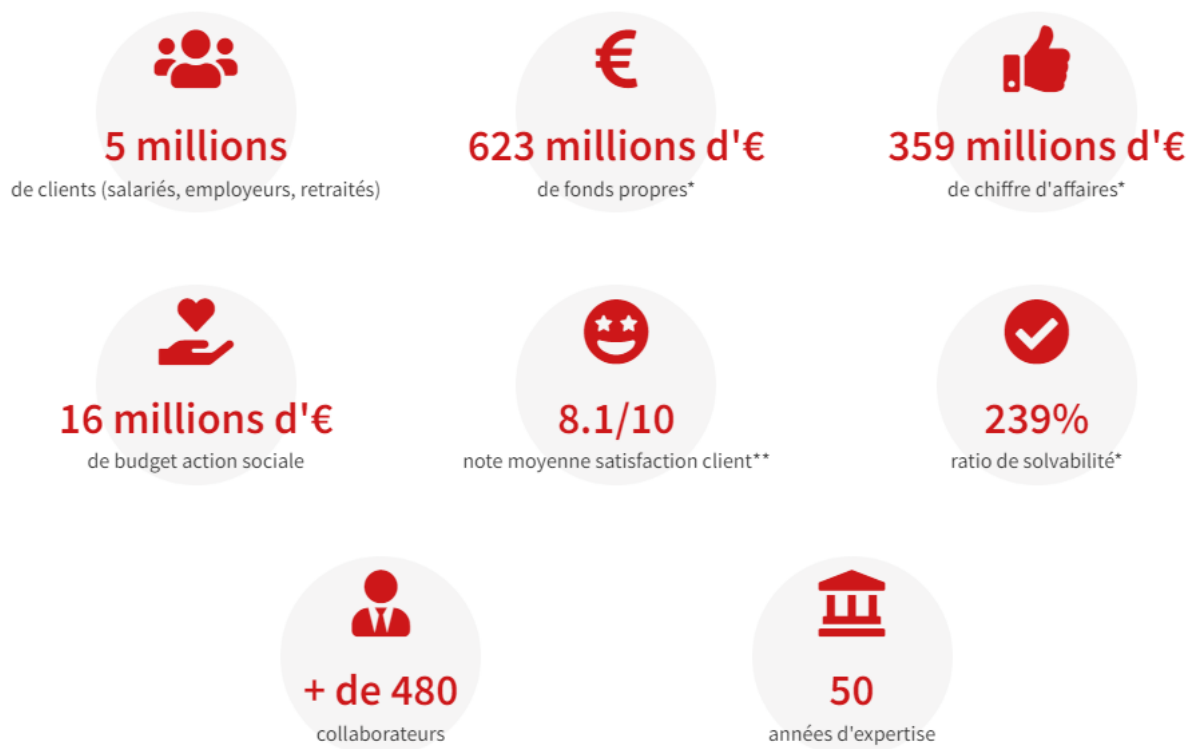 5 millions
de clients (salariés, employeurs, retraités)
623 millions d'€
de fonds propres*
359 millions d'€
de chiffre d'affaires*
16 millions d'€
de budget action sociale
8.1/10
note moyenne satisfaction client**
239%
ratio de solvabilité*
+ de 480
collaborateurs
50
années d'expertise